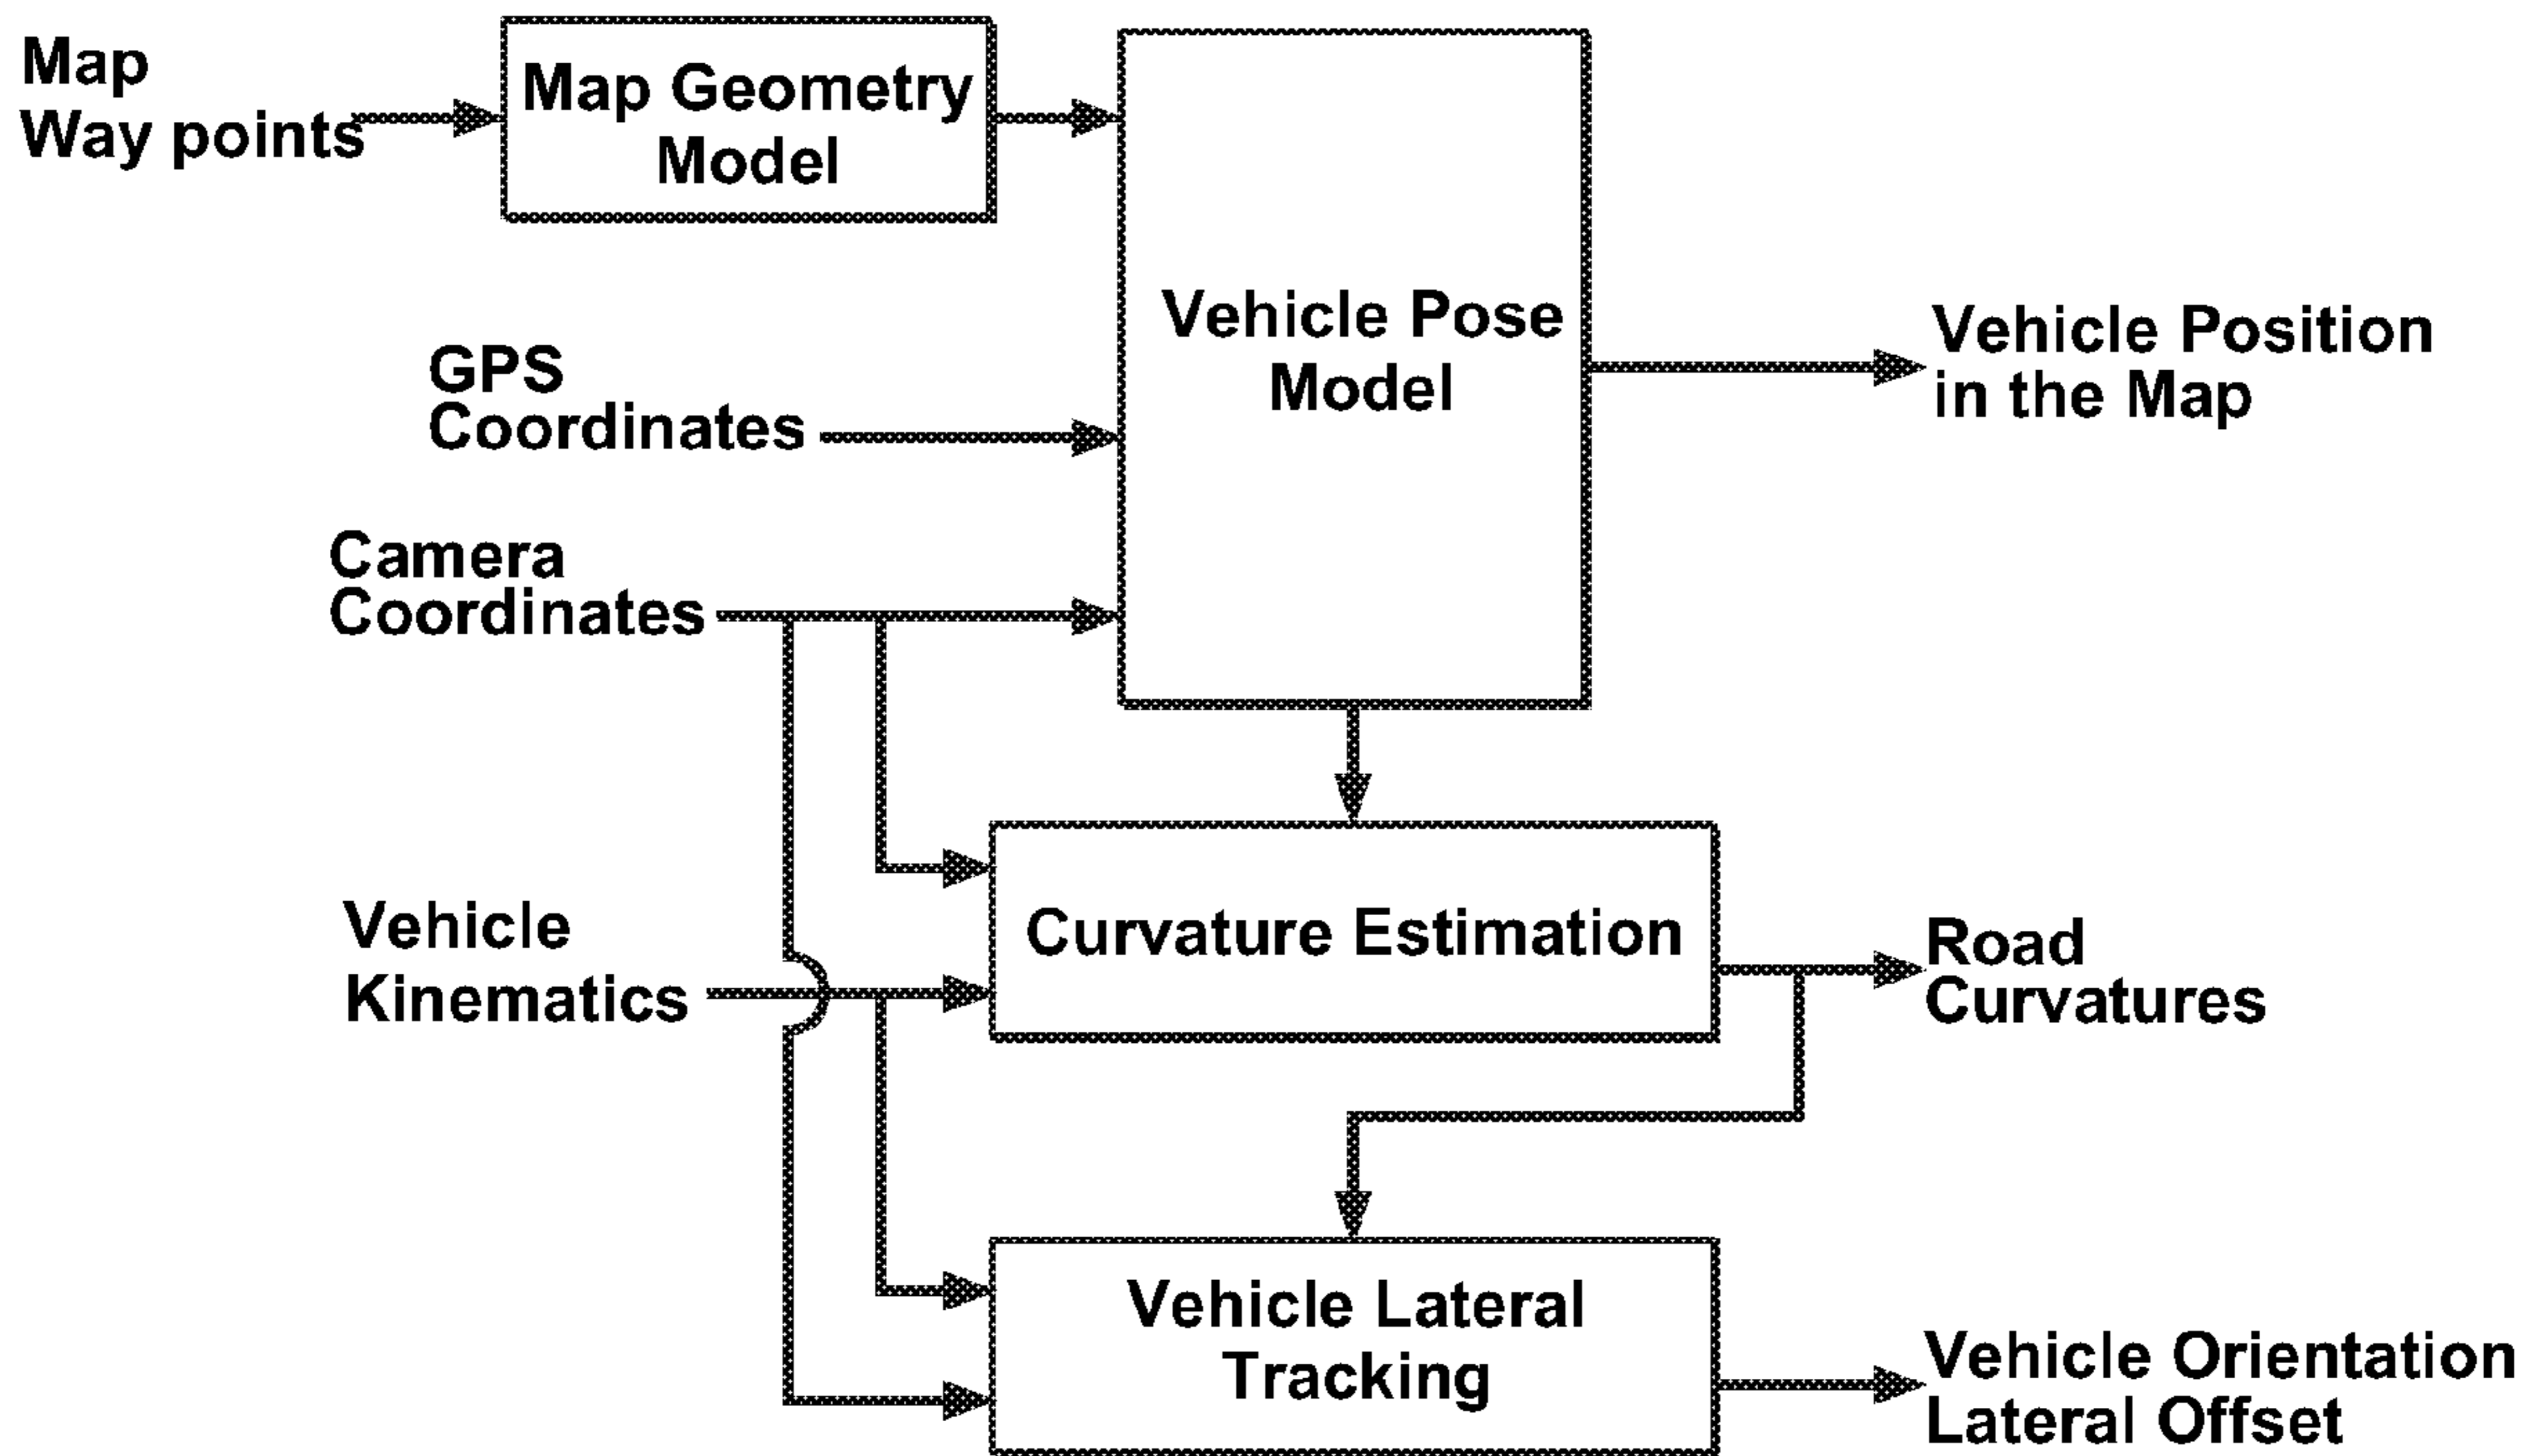 Map
Way points
Map Geometry
Model
Vehicle Pose
Model
GPS
Coordinates
Vehicle Position
in the Map
Camera
Coordinates
Vehicle
Kinematics
Curvature Estimation
Road
Curvatures
Vehicle Lateral
Tracking
Vehicle Orientation
Lateral Offset